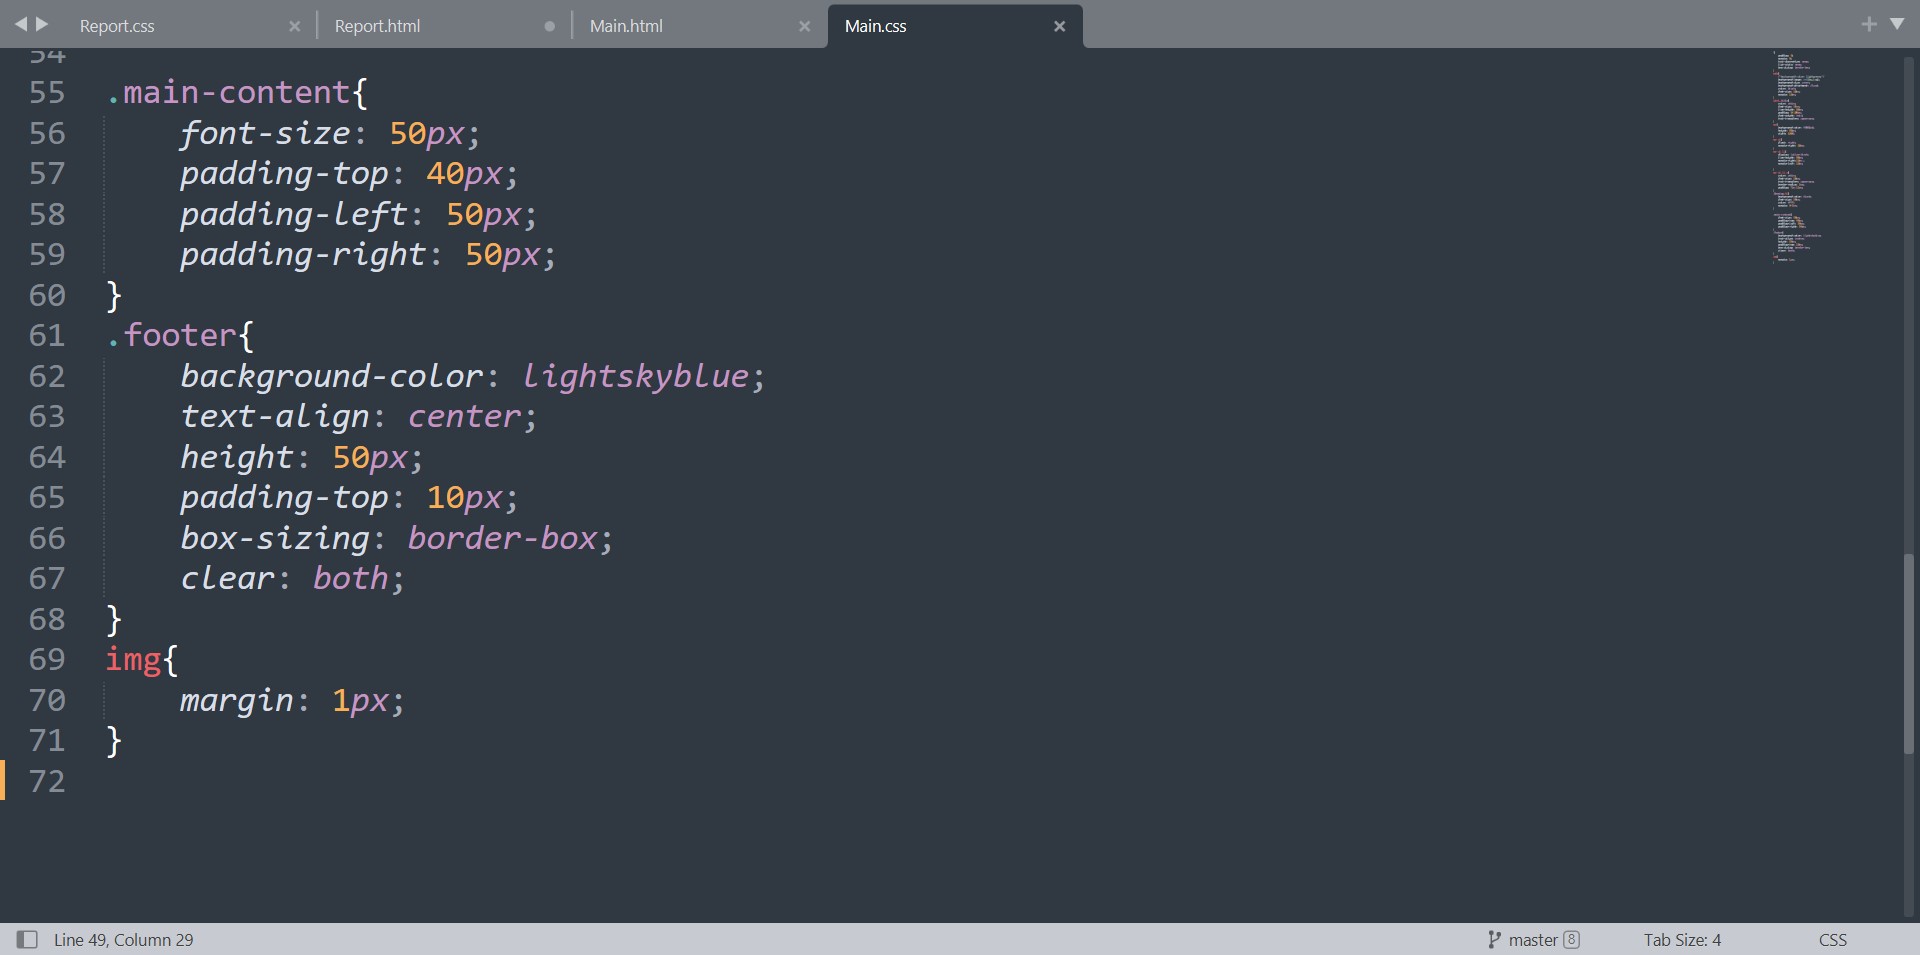 Report.css
Report.html
Main.html
Main.css
54
55 .main-content{
56 font-size: 50px;
57 padding-top: 40px;
58 padding-left: 50px;
59 padding-right: 50px;
60 }
61 .footer{
62 background-color: lightskyblue;
63 text-align: center;
64 height: 50px;
65 padding-top: 10px;
66 box-sizing: border-box;
67 clear: both;
68 }
69 img{
70 margin: 1px;
71 }
72
Line 49, Column 29
master 8
Tab Size: 4
CSS